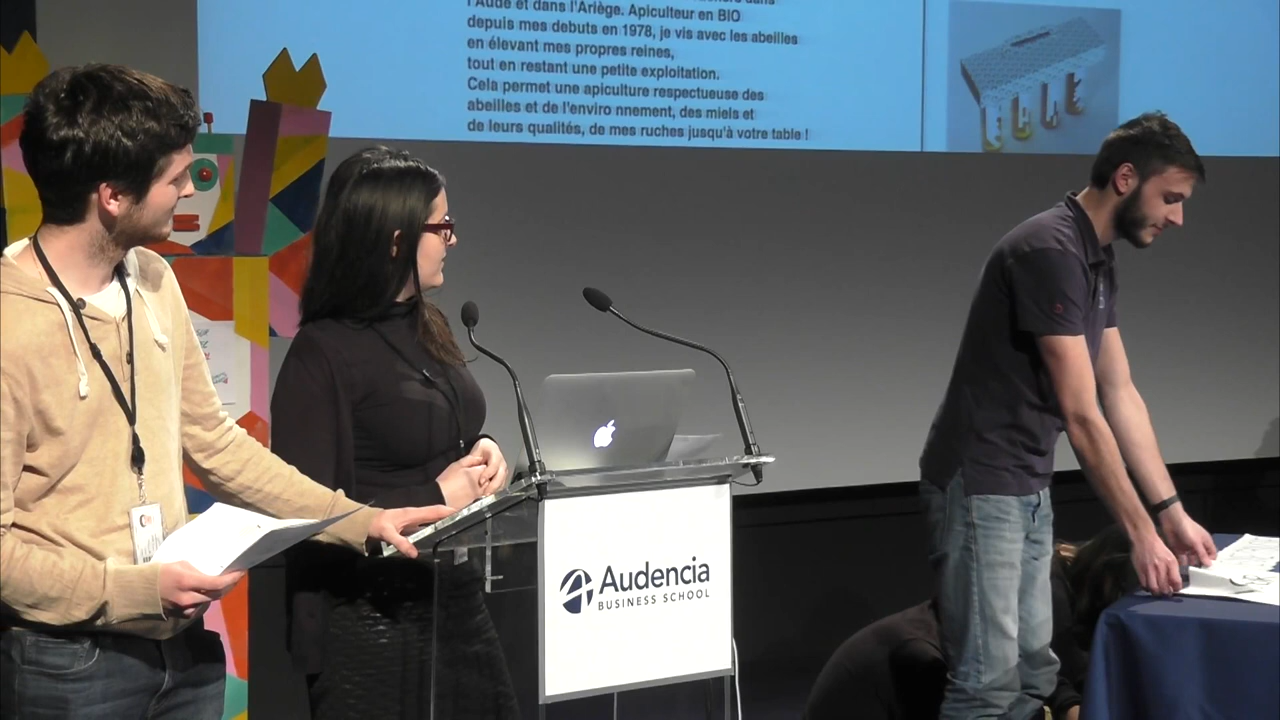 l'Aude et dans l'Ariège. Apiculteur en BIO
depuis mes debuts en 1978, je vis avec les abeilles
en élevant mes propres reines,
tout en restant une petite exploitation.
Cela permet une apiculture respectueuse des
abeilles et de l'enviro nnement, des miels et
de leurs qualités, de mes ruches jusqu'à votre table !
Audencia
BUSINESS SCHOOL